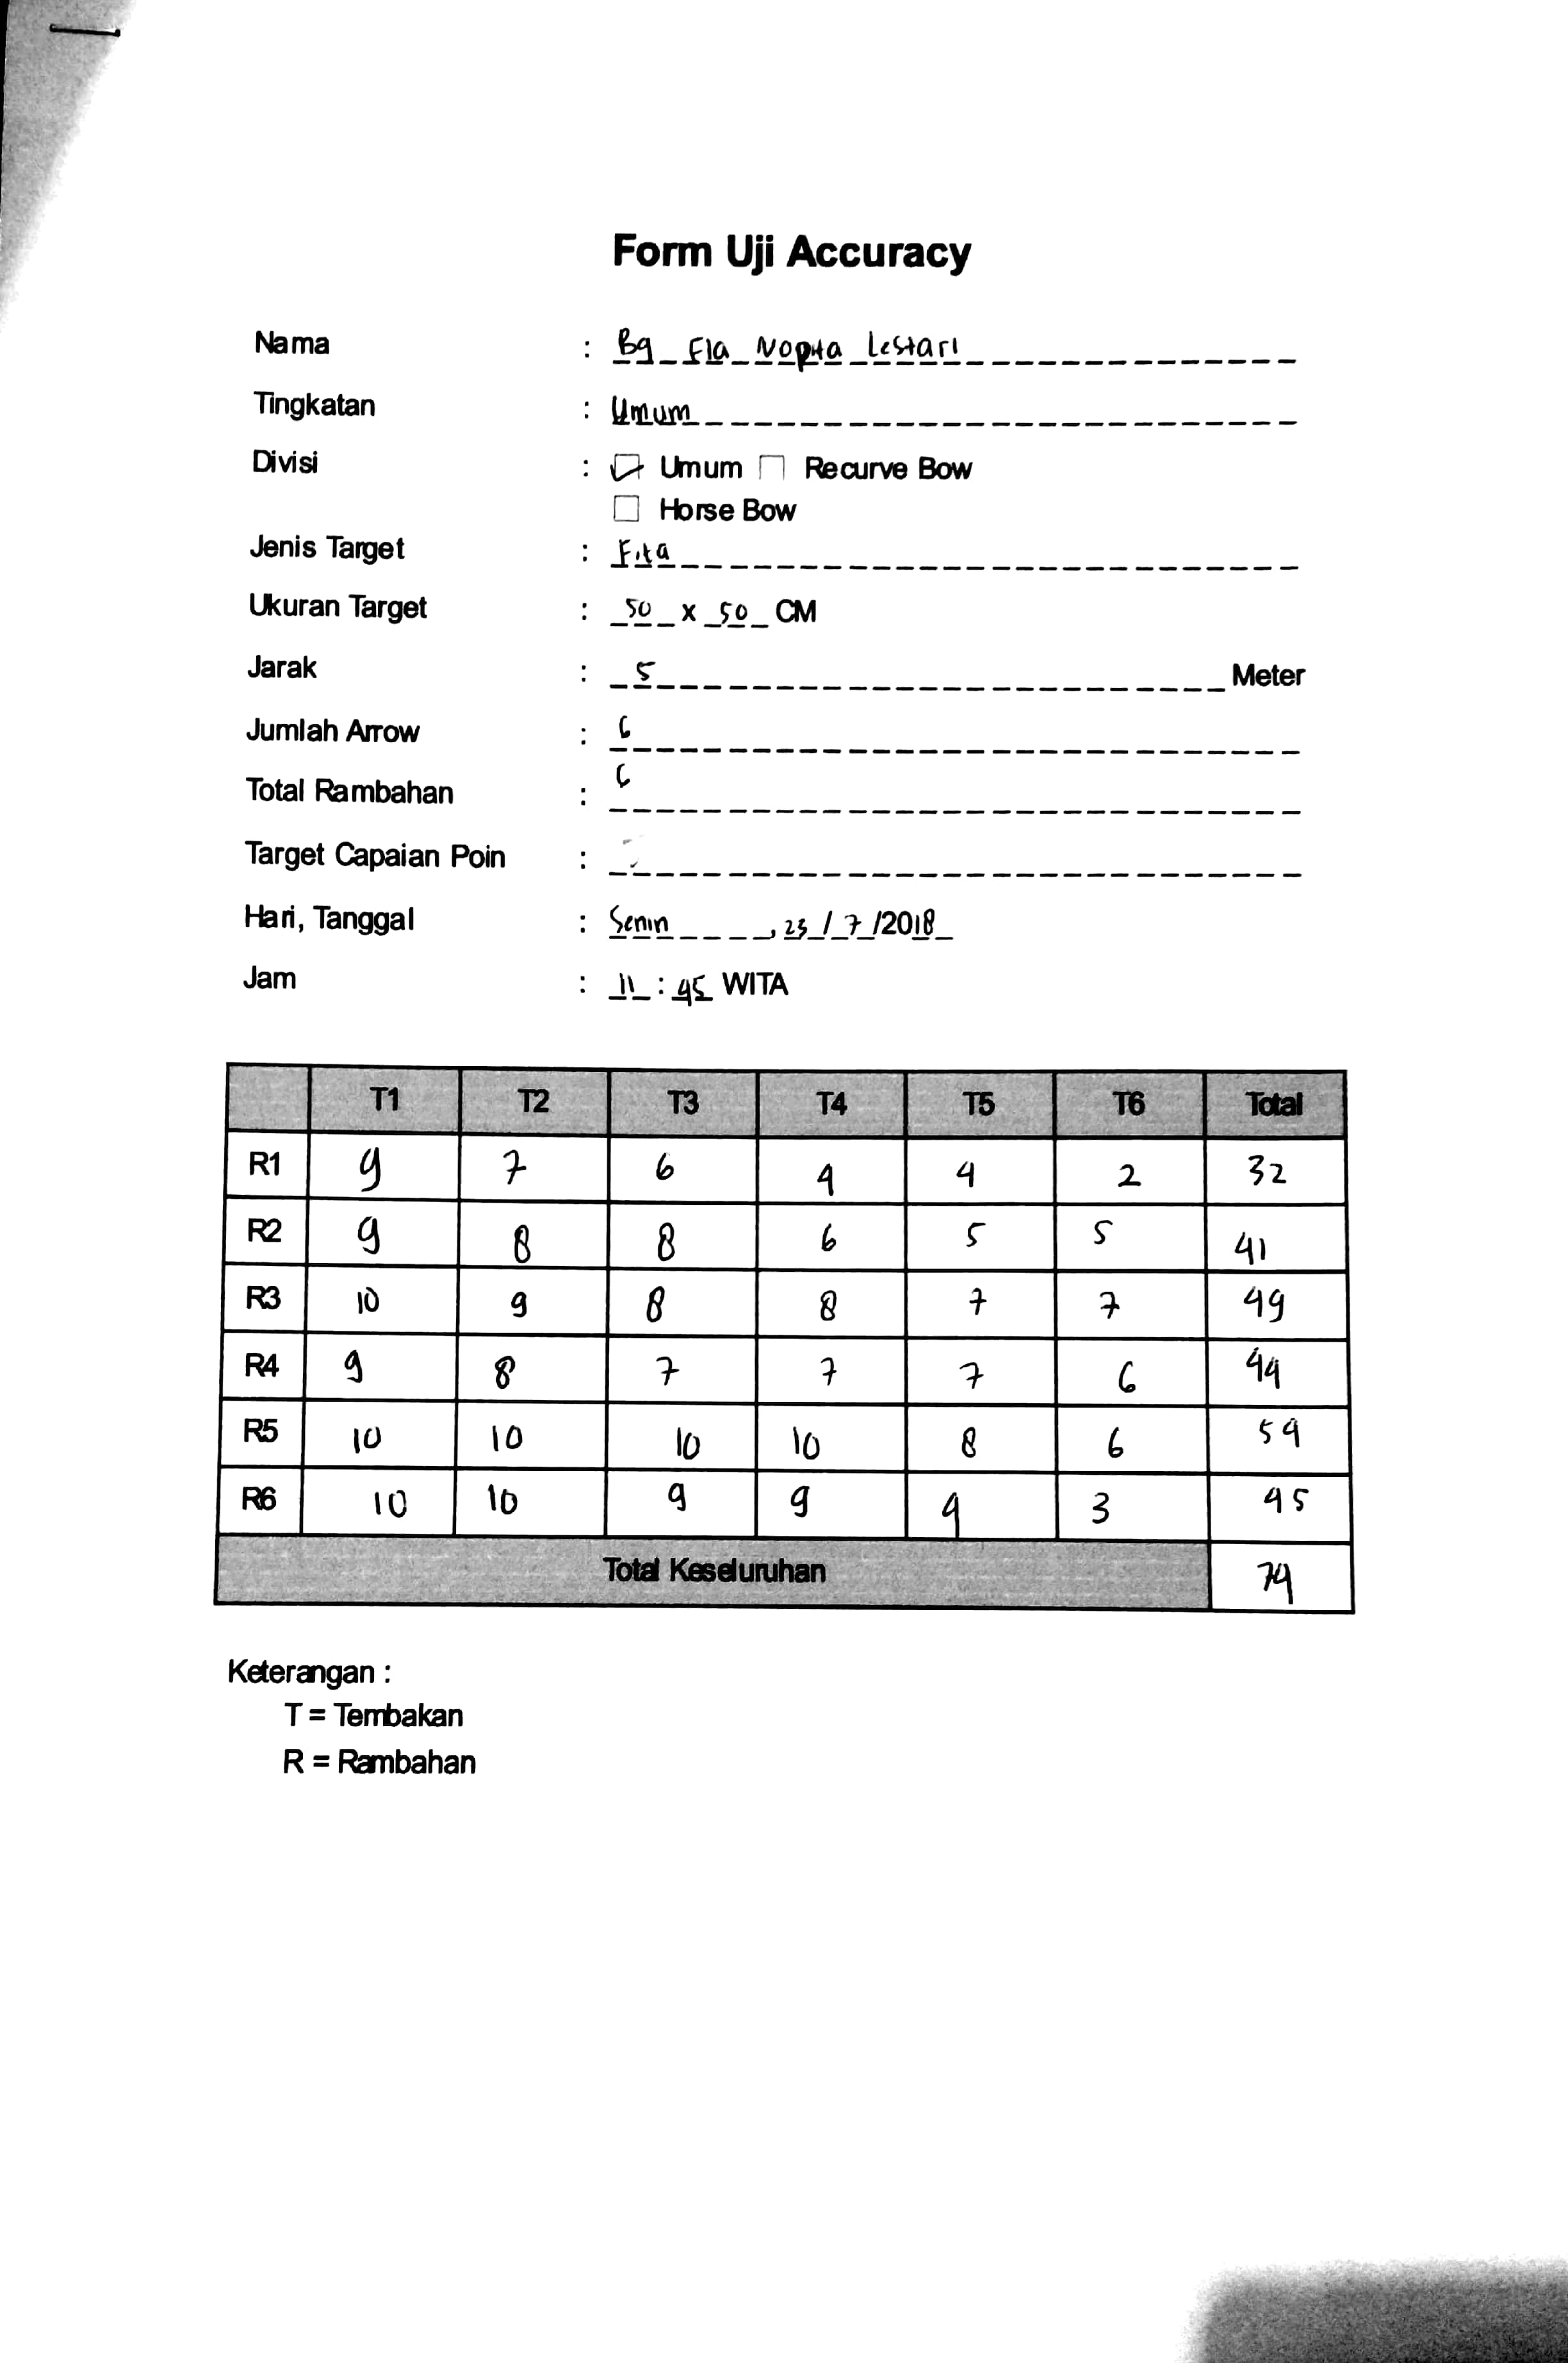 Form Uji Accuracy
Nama : Bq Ela Nopita Lestari
Tingkatan : Umum
Divisi : Umum Recurve Bow
Horse Bow
Jenis Target : Fita
Ukuran Target : 50 x 50 CM
Jarak : 5 Meter
Jumlah Arrow : 6
Total Rambahan : 6
Target Capaian Poin :
Hari, Tanggal : Senin, 23/7/2018
Jam : 11:45 WITA
T1 T2 T3 T4 T5 T6 Total
R1 9 7 6 4 4 2 32
R2 9 8 8 6 5 5 41
R3 10 9 8 8 7 7 49
R4 9 8 7 7 7 6 44
R5 10 10 10 10 8 6 54
R6 10 10 9 9 4 3 45
Total Keseluruhan 74
Keterangan :
T = Tembakan
R = Rambahan